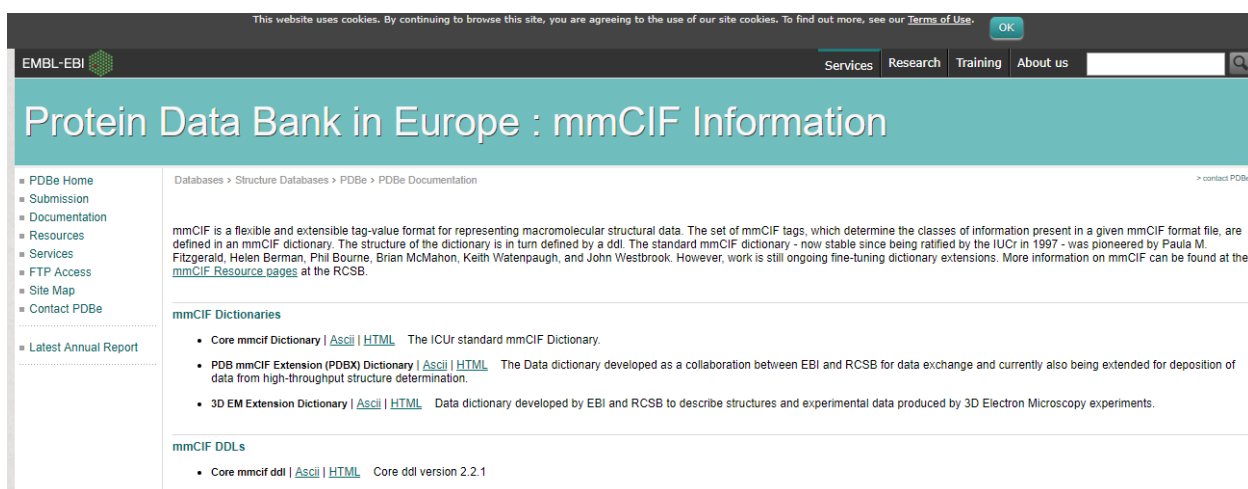 This website uses cookies. By continuing to browse this site, you are agreeing to the use of our site cookies. To find out more, see our Terms of Use. OK
EMBL-EBI Services Research Training About us
Protein Data Bank in Europe : mmCIF Information
PDBe Home
Submission
Documentation
Resources
Services
FTP Access
Site Map
Contact PDBe
Latest Annual Report
Databases > Structure Databases > PDBe > PDBe Documentation
> contact PDBe
mmCIF is a flexible and extensible tag-value format for representing macromolecular structural data. The set of mmCIF tags, which determine the classes of information present in a given mmCIF format file, are
defined in an mmCIF dictionary. The structure of the dictionary is in turn defined by a ddl. The standard mmCIF dictionary - now stable since being ratified by the IUCr in 1997 - was pioneered by Paula M.
Fitzgerald, Helen Berman, Phil Bourne, Brian McMahon, Keith Watenpaugh, and John Westbrook. However, work is still ongoing fine-tuning dictionary extensions. More information on mmCIF can be found at the
mmCIF Resource pages at the RCSB.
mmCIF Dictionaries
• Core mmcif Dictionary | Ascii | HTML The ICUr standard mmCIF Dictionary.
• PDB mmCIF Extension (PDBX) Dictionary | Ascii | HTML The Data dictionary developed as a collaboration between EBI and RCSB for data exchange and currently also being extended for deposition of
data from high-throughput structure determination.
• 3D EM Extension Dictionary | Ascii | HTML Data dictionary developed by EBI and RCSB to describe structures and experimental data produced by 3D Electron Microscopy experiments.
mmCIF DDLs
• Core mmcif ddl | Ascii | HTML Core ddl version 2.2.1